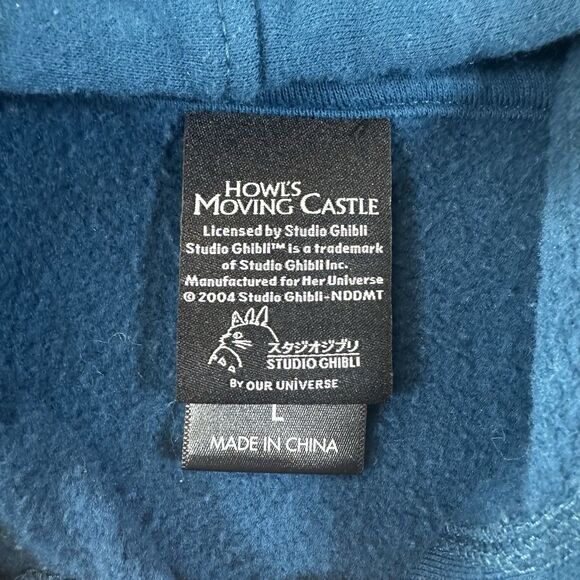 HOWL'S
MOVING CASTLE
Licensed by Studio Ghibli
Studio Ghibli™ is a trademark
of Studio Ghibli Inc.
Manufactured for Her Universe
© 2004 Studio Ghibli-NDDMT
スタジオジブリ
STUDIO GHIBLI
BY OUR UNIVERSE
L
MADE IN CHINA